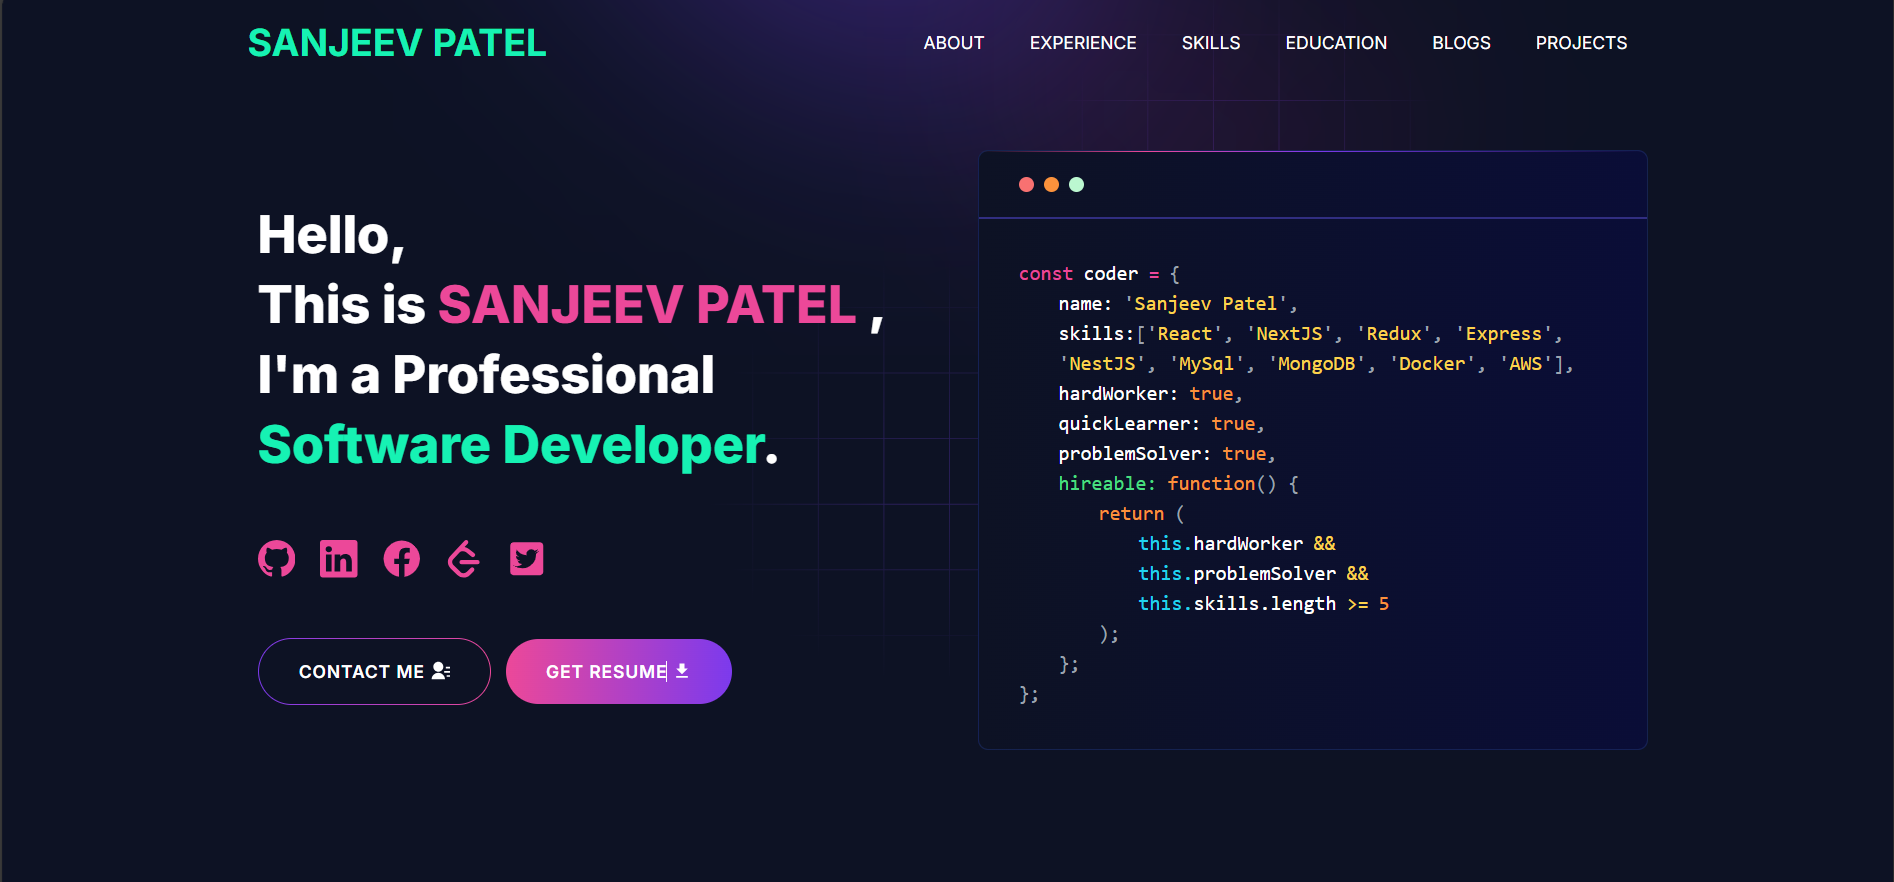 SANJEEV PATEL
ABOUT EXPERIENCE SKILLS EDUCATION BLOGS PROJECTS
Hello,
This is SANJEEV PATEL ,
I'm a Professional
Software Developer.
CONTACT ME
GET RESUME
const coder = {
name: 'Sanjeev Patel',
skills:['React', 'NextJS', 'Redux', 'Express',
'NestJS', 'MySql', 'MongoDB', 'Docker', 'AWS'],
hardWorker: true,
quickLearner: true,
problemSolver: true,
hireable: function() {
return (
this.hardWorker &&
this.problemSolver &&
this.skills.length >= 5
);
};
};